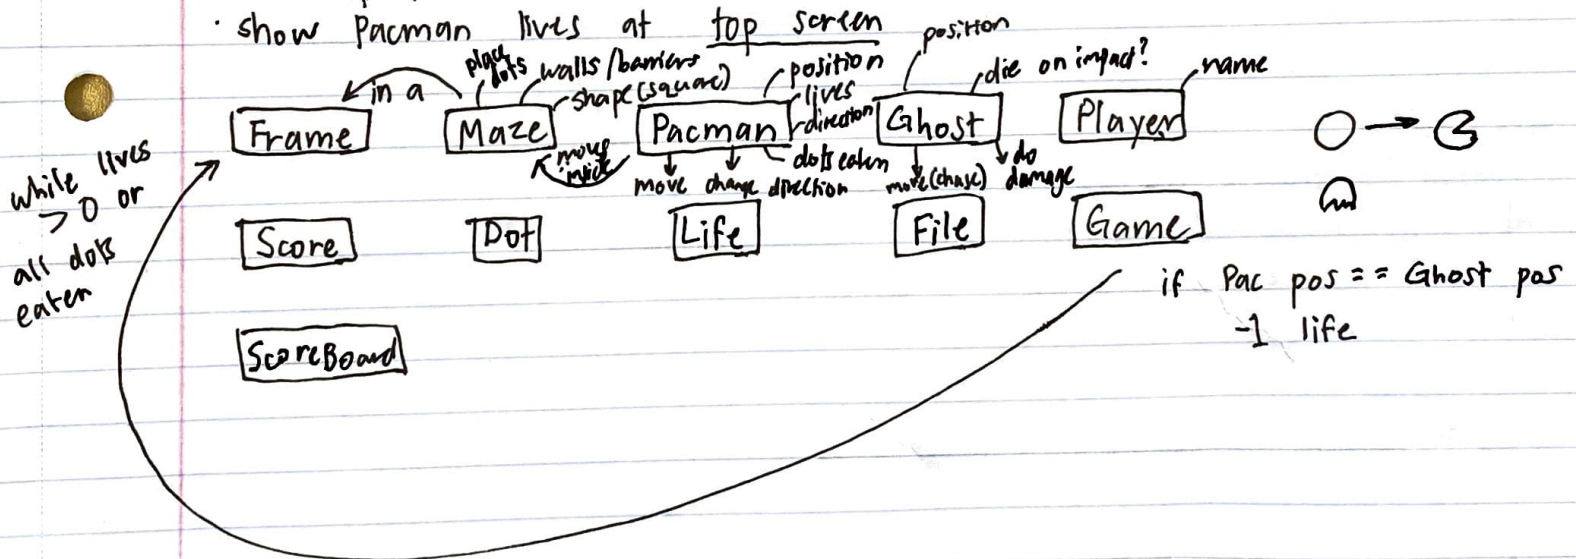 · show Pacman lives at top screen
position
place dots
walls/barriers
shape(square)
position
lives
direction
dots eaten
die on impact?
name
in a
Frame
Maze
Pacman
Ghost
Player
move inside
move
change direction
move(chase)
do damage
while lives
> 0 or
all dots
eaten
Score
Dot
Life
File
Game
if Pac pos == Ghost pos
-1 life
ScoreBoard